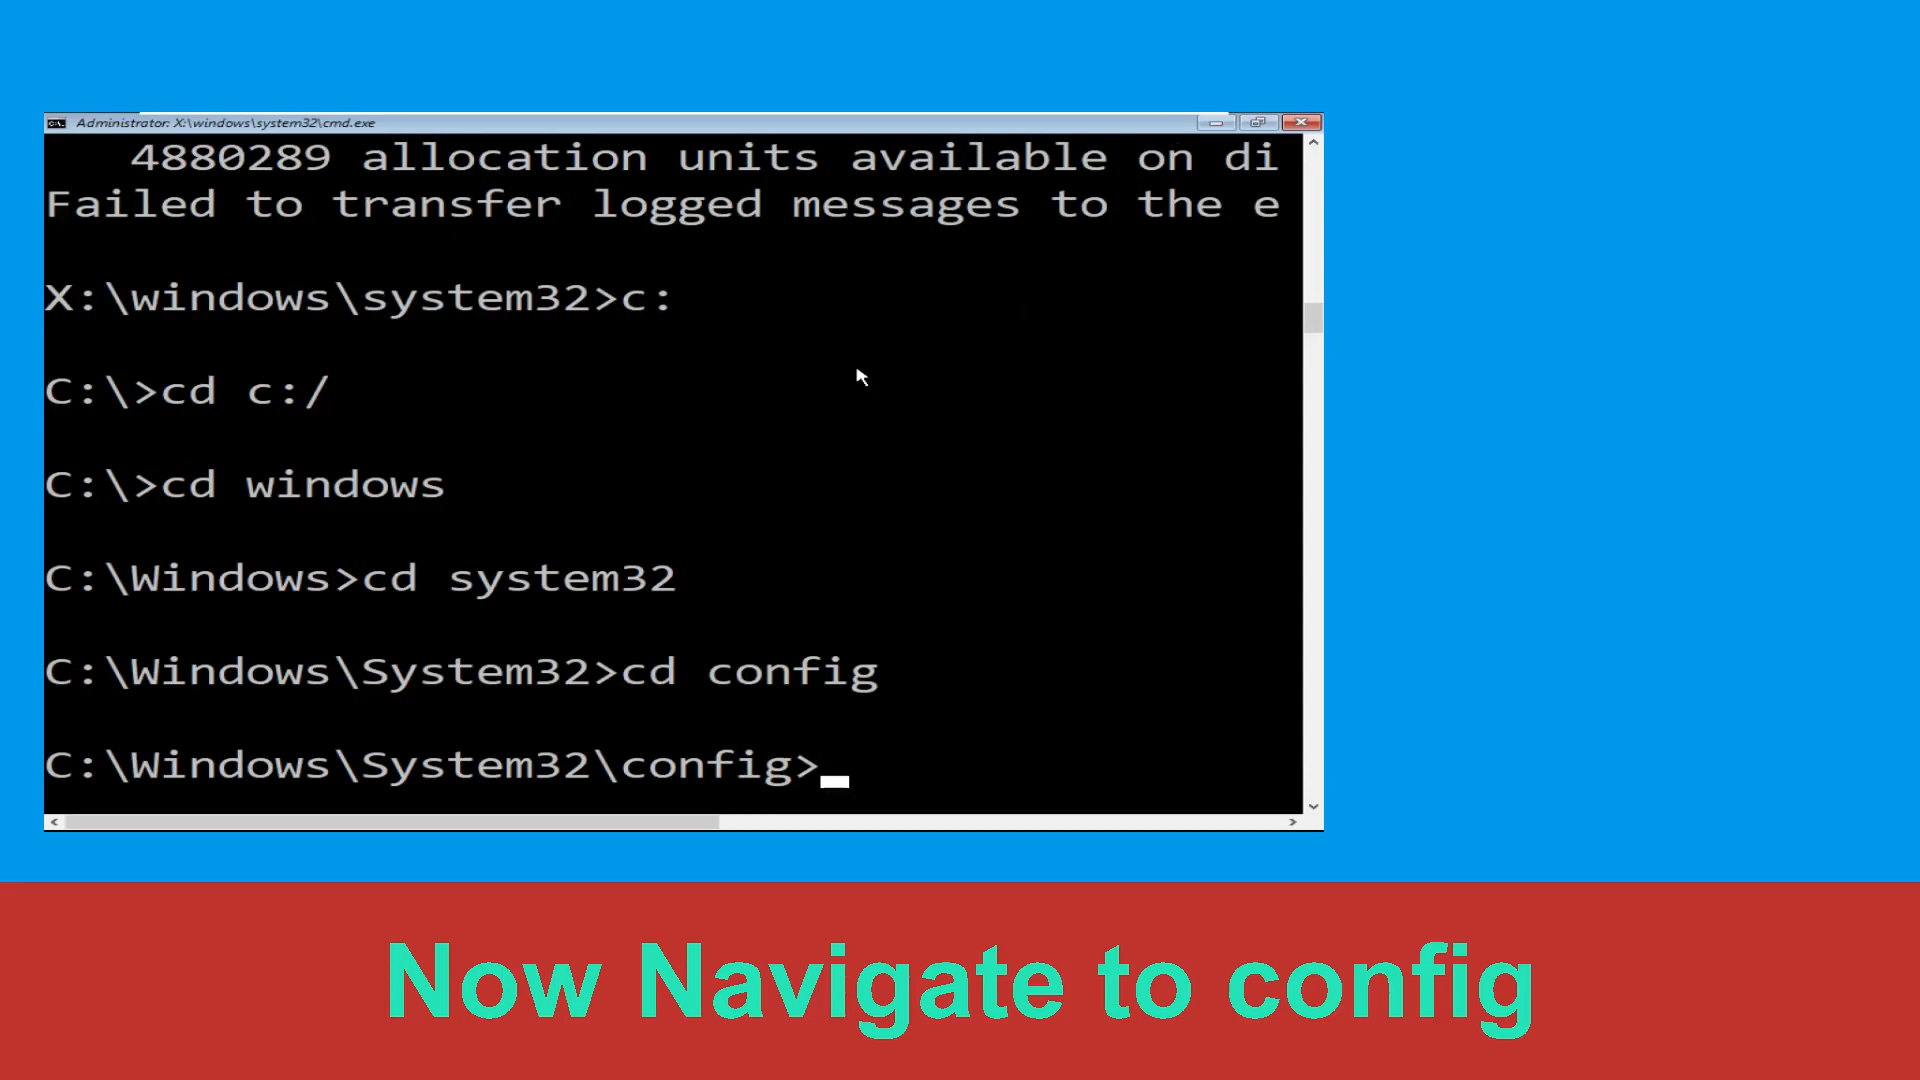 Administrator: X:\windows\system32\cmd.exe
4880289 allocation units available on di
Failed to transfer logged messages to the e
X:\windows\system32>c:
C:\>cd c:/
C:\>cd windows
C:\Windows>cd system32
C:\Windows\System32>cd config
C:\Windows\System32\config>
Now Navigate to config